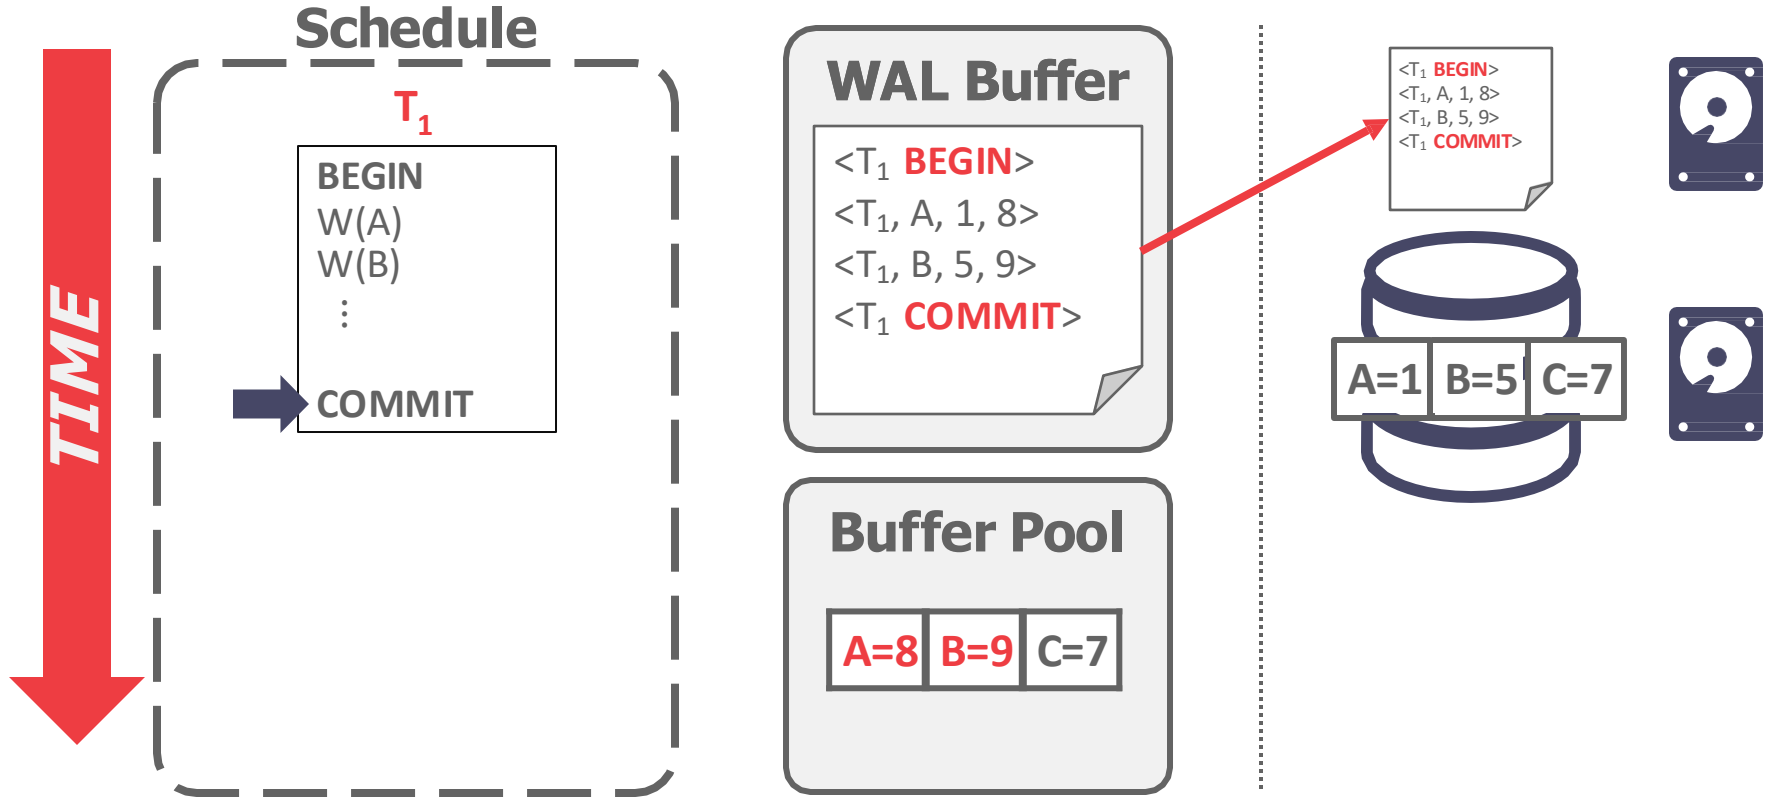 Schedule
TIME
T1
BEGIN
W(A)
W(B)
⋮
COMMIT
WAL Buffer
<T1 BEGIN>
<T1, A, 1, 8>
<T1, B, 5, 9>
<T1 COMMIT>
Buffer Pool
A=8 B=9 C=7
<T1 BEGIN>
<T1, A, 1, 8>
<T1, B, 5, 9>
<T1 COMMIT>
A=1 B=5 C=7